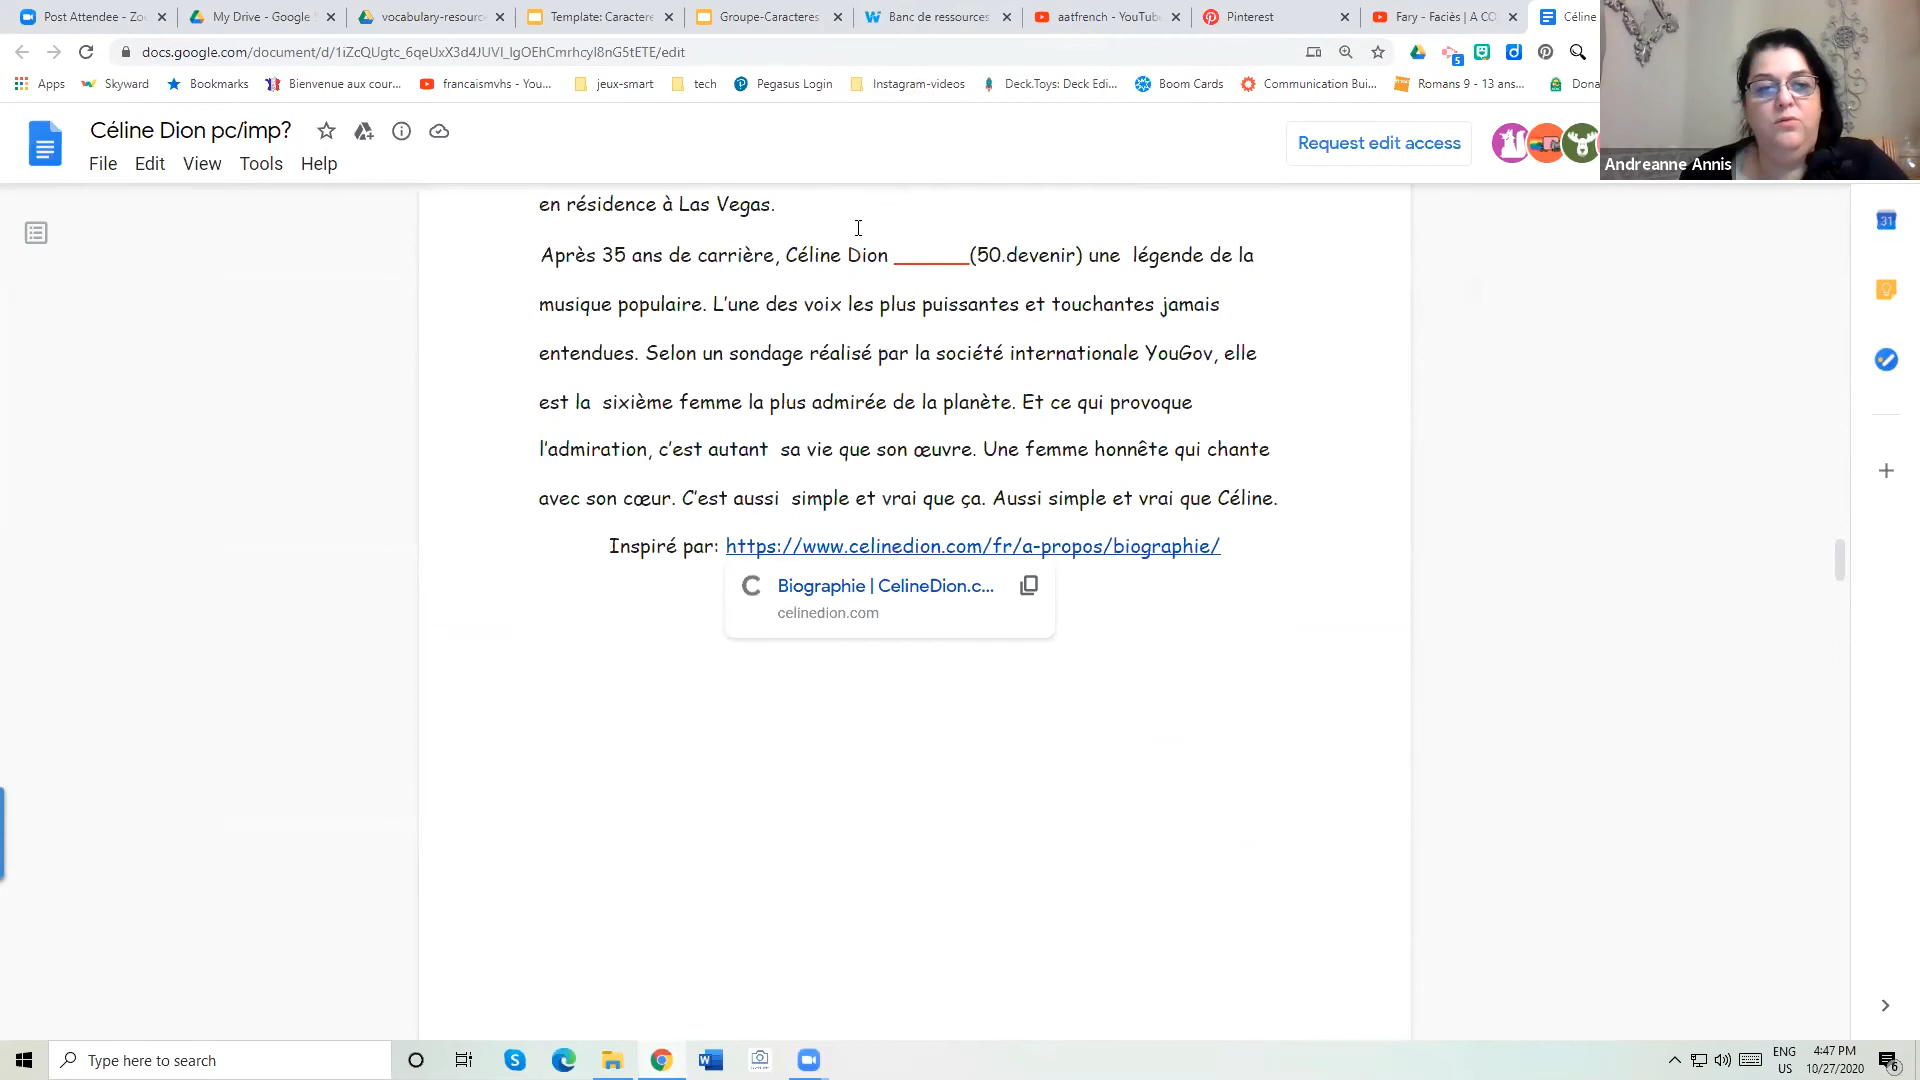 Post Attendee - Zo
My Drive - Google
vocabulary-resourc
Template: Caractere
Groupe-Caracteres
Banc de ressources
aatfrench - YouTub
Pinterest
Fary - Faciès | A CO
Céline
docs.google.com/document/d/1iZcQUgtc_6qeUxX3d4JUVI_IgOEhCmrhcyI8nG5tETE/edit
Apps
Skyward
Bookmarks
Bienvenue aux cour...
francaismvhs - You...
jeux-smart
tech
Pegasus Login
Instagram-videos
Deck.Toys: Deck Edi...
Boom Cards
Communication Bui...
Romans 9 - 13 ans...
Dona
Céline Dion pc/imp?
File Edit View Tools Help
Request edit access
Andreanne Annis
en résidence à Las Vegas.
Après 35 ans de carrière, Céline Dion _______(50.devenir) une légende de la
musique populaire. L'une des voix les plus puissantes et touchantes jamais
entendues. Selon un sondage réalisé par la société internationale YouGov, elle
est la sixième femme la plus admirée de la planète. Et ce qui provoque
l'admiration, c'est autant sa vie que son œuvre. Une femme honnête qui chante
avec son cœur. C'est aussi simple et vrai que ça. Aussi simple et vrai que Céline.
Inspiré par: https://www.celinedion.com/fr/a-propos/biographie/
Biographie | CelineDion.c...
celinedion.com
31
5
Type here to search
ENG
US
4:47 PM
10/27/2020
6